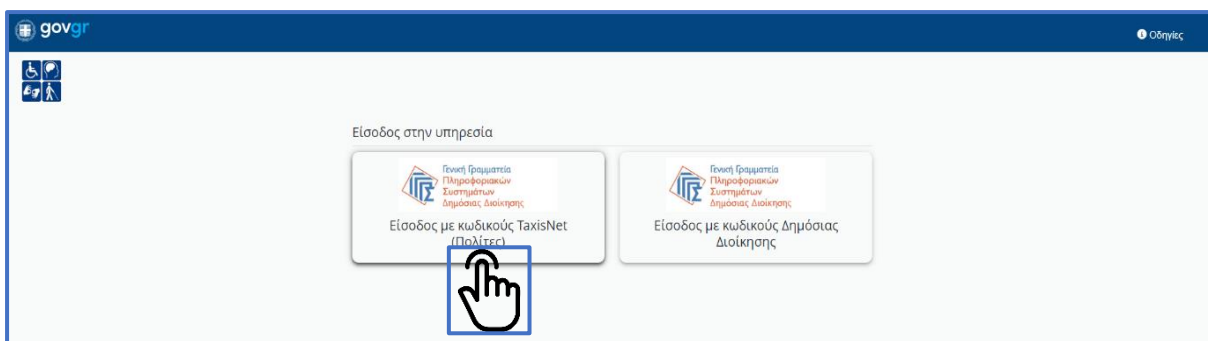 govgr
Οδηγίες
Είσοδος στην υπηρεσία
Γενική Γραμματεία
Πληροφοριακών
Συστημάτων
Δημόσιας Διοίκησης
Είσοδος με κωδικούς TaxisNet
(Πολίτες)
Γενική Γραμματεία
Πληροφοριακών
Συστημάτων
Δημόσιας Διοίκησης
Είσοδος με κωδικούς Δημόσιας
Διοίκησης